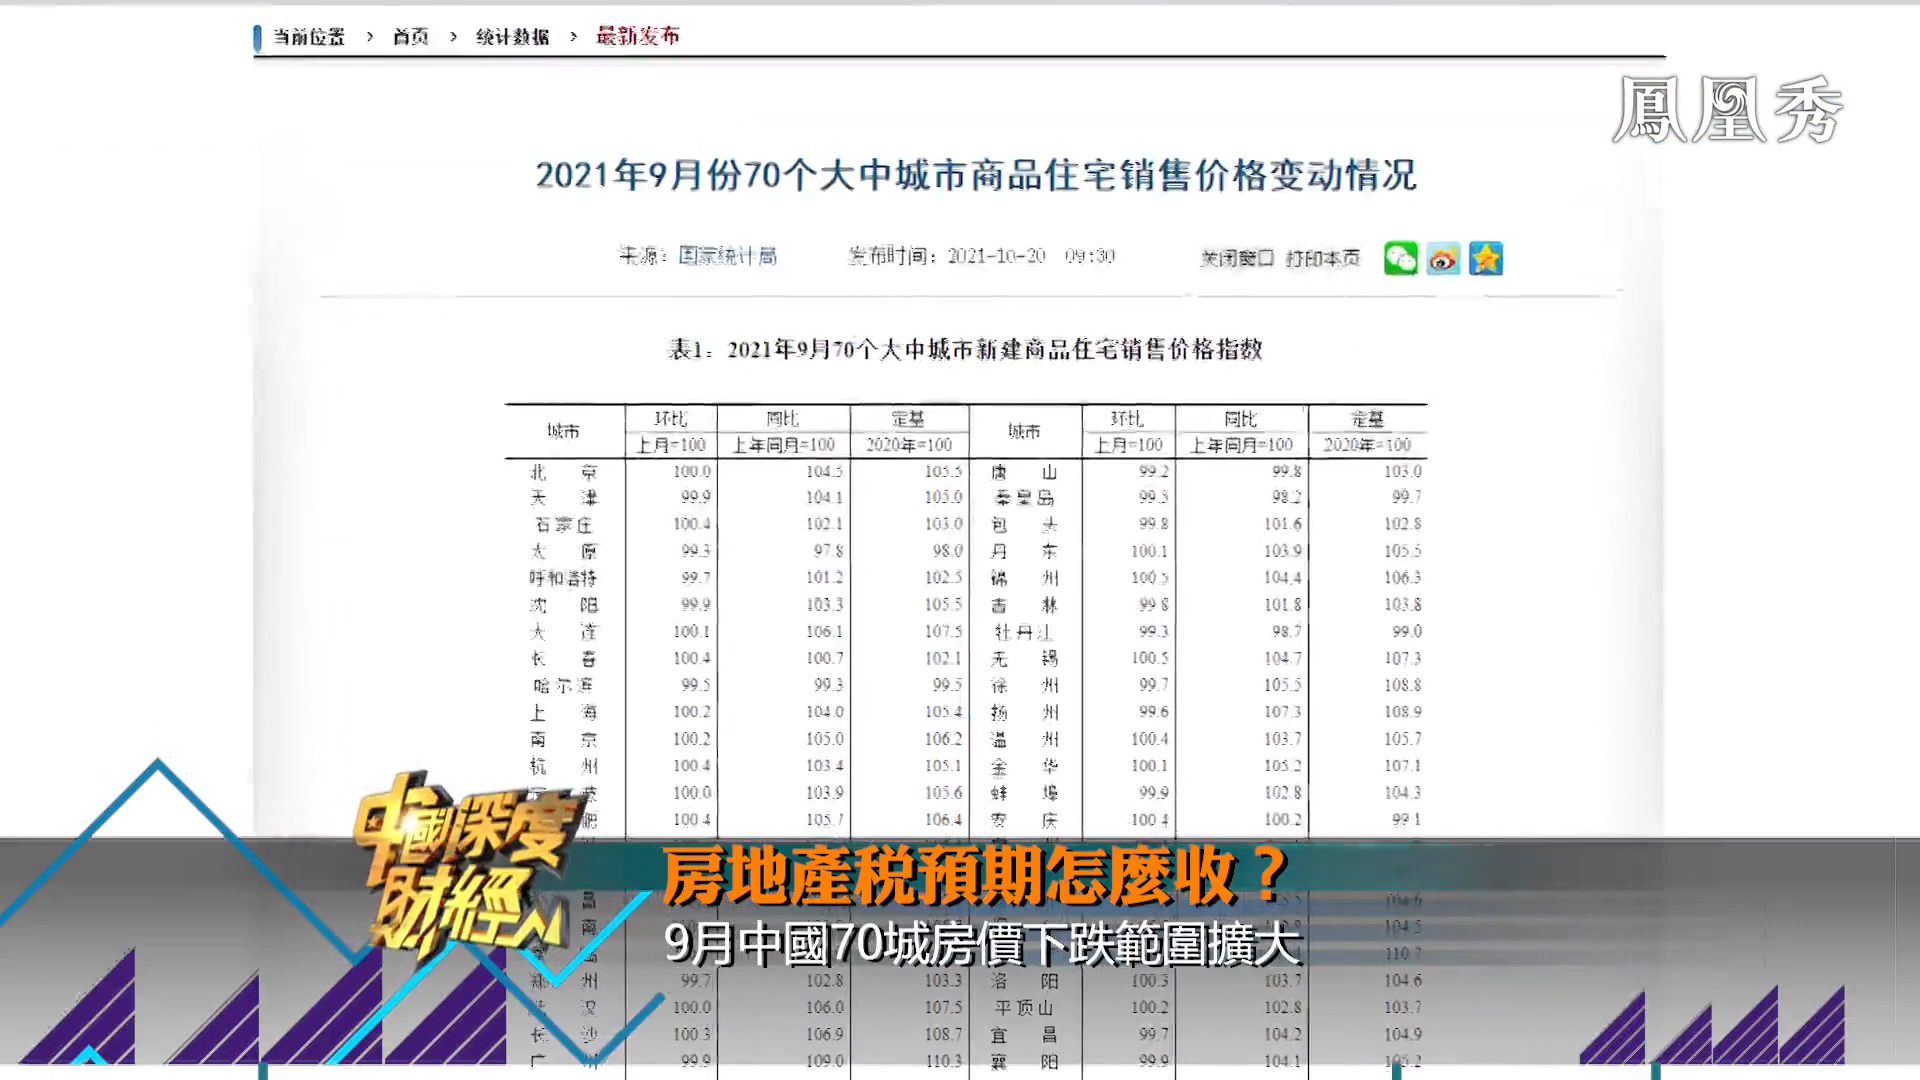 当前位置 > 首页 > 统计数据 > 最新发布
鳳凰秀
2021年9月份70个大中城市商品住宅销售价格变动情况
来源：国家统计局 发布时间：2021-10-20 09:30 关闭窗口 打印本页
表1：2021年9月70个大中城市新建商品住宅销售价格指数
城市 环比 同比 定基 城市 环比 同比 定基
上月=100 上年同月=100 2020年=100 上月=100 上年同月=100 2020年=100
北京 100.0 104.5 105.5 唐山 99.2 99.8 103.0
天津 99.9 104.1 105.0 秦皇岛 99.5 98.2 99.7
石家庄 100.4 102.1 103.0 包头 99.8 101.6 102.8
太原 99.3 97.8 98.0 丹东 100.1 103.9 105.5
呼和浩特 99.7 101.2 102.5 锦州 100.5 104.4 106.3
沈阳 99.9 103.3 105.5 吉林 99.8 101.8 103.8
大连 100.1 106.1 107.5 牡丹江 99.3 98.7 99.0
长春 100.4 100.7 102.1 无锡 100.5 104.7 107.3
哈尔滨 99.5 99.3 99.5 徐州 99.7 105.5 108.8
上海 100.2 104.0 105.4 扬州 99.6 107.3 108.9
南京 100.2 105.0 106.2 温州 100.4 103.7 105.7
杭州 100.4 103.4 105.1 金华 100.1 105.2 107.1
100.0 103.9 105.6 蚌埠 99.9 102.8 104.3
肥 100.4 105.7 106.4 安庆 100.4 100.2 99.1
中國深度財經
房地產税預期怎麼收？
9月中國70城房價下跌範圍擴大
104.6
104.5
110.7
郑州 99.7 102.8 103.3 洛阳 100.3 103.7 104.6
汉 100.0 106.0 107.5 平顶山 100.2 102.8 103.7
长沙 100.3 106.9 108.7 宜昌 99.7 104.2 104.9
广州 99.9 109.0 110.3 襄阳 99.9 104.1 105.2